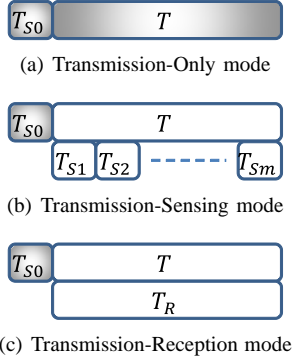 T_{S0} T
(a) Transmission-Only mode
T_{S0} T
T_{S1} T_{S2} T_{Sm}
(b) Transmission-Sensing mode
T_{S0} T
T_R
(c) Transmission-Reception mode